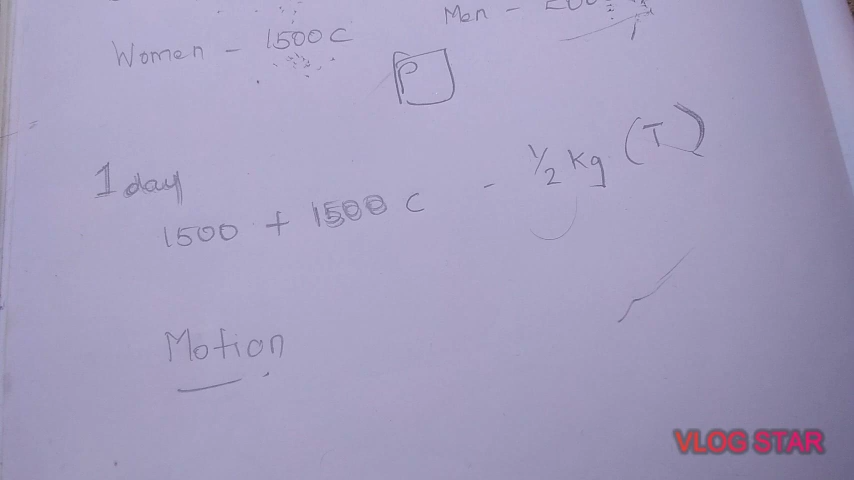 Men -
Women - 1500 C
P
1 day
1500 + 1500 C - 1/2 kg (T)
Motion
VLOG STAR